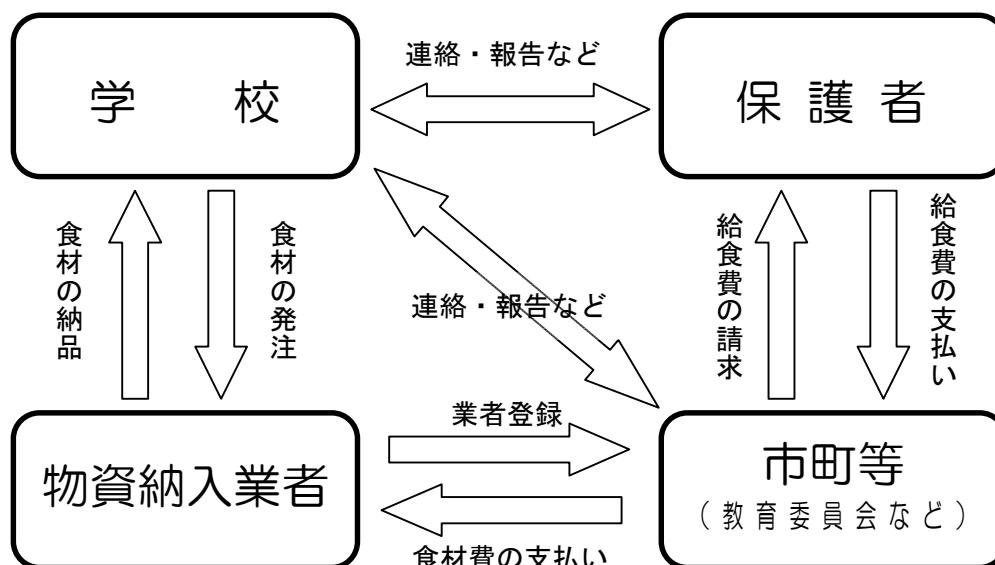 連絡・報告など
学校
保護者
食材の納品
食材の発注
給食費の請求
給食費の支払い
連絡・報告など
業者登録
物資納入業者
市町等
（教育委員会など）
食材費の支払い